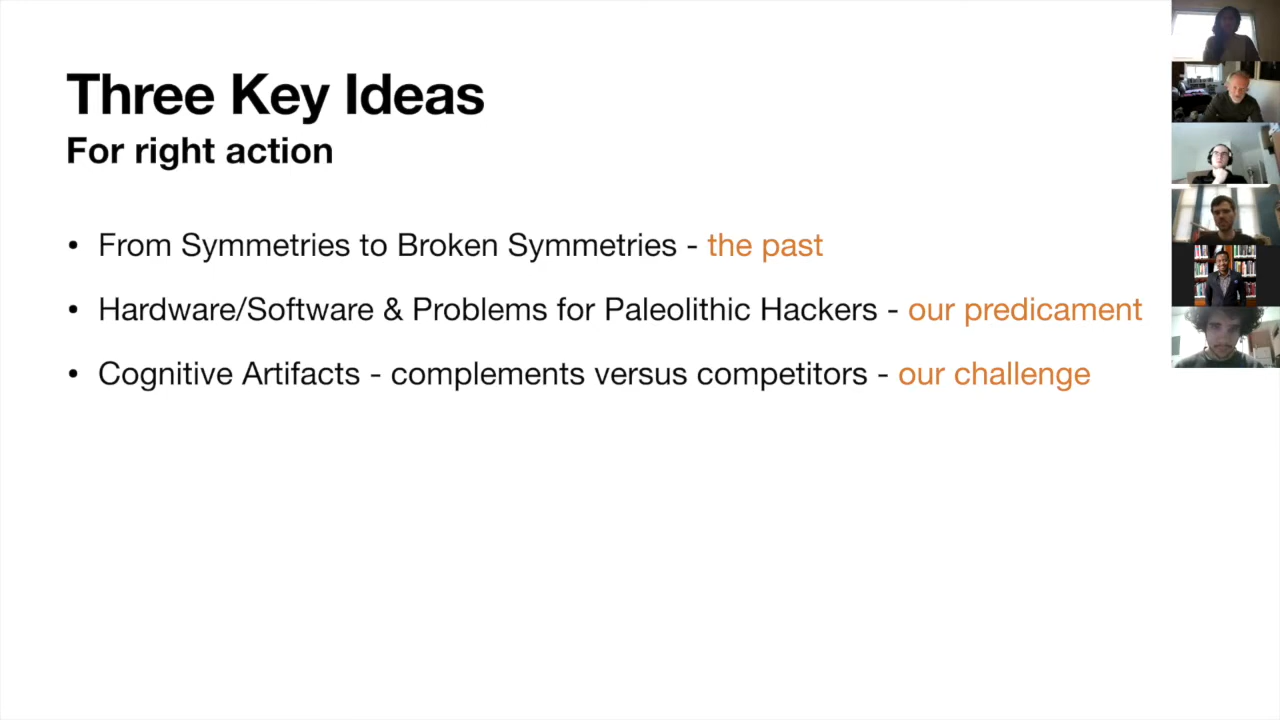 Three Key Ideas
For right action
• From Symmetries to Broken Symmetries - the past
• Hardware/Software & Problems for Paleolithic Hackers - our predicament
• Cognitive Artifacts - complements versus competitors - our challenge